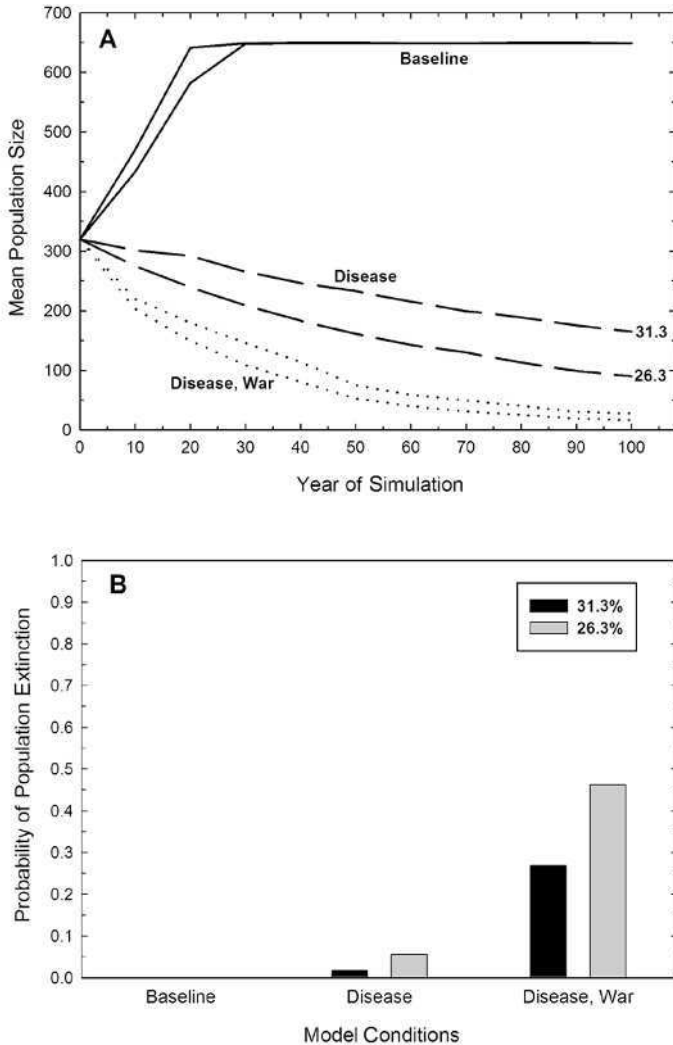 A
700
600
500
400
300
200
100
0
Mean Population Size
Baseline
Disease
31.3
26.3
Disease, War
0 10 20 30 40 50 60 70 80 90 100
Year of Simulation
B
1.0
0.9
0.8
0.7
0.6
0.5
0.4
0.3
0.2
0.1
0.0
Probability of Population Extinction
31.3%
26.3%
Baseline Disease Disease, War
Model Conditions